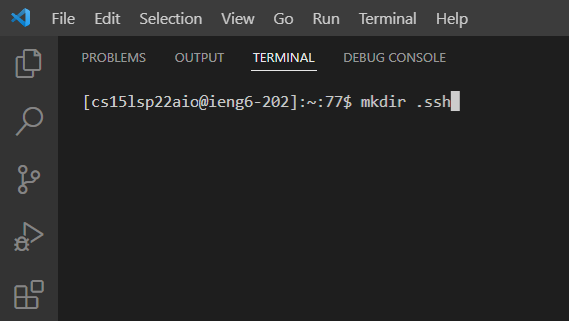 File Edit Selection View Go Run Terminal Help
PROBLEMS OUTPUT TERMINAL DEBUG CONSOLE
[cs15lsp22aio@ieng6-202]:~:77$ mkdir .ssh